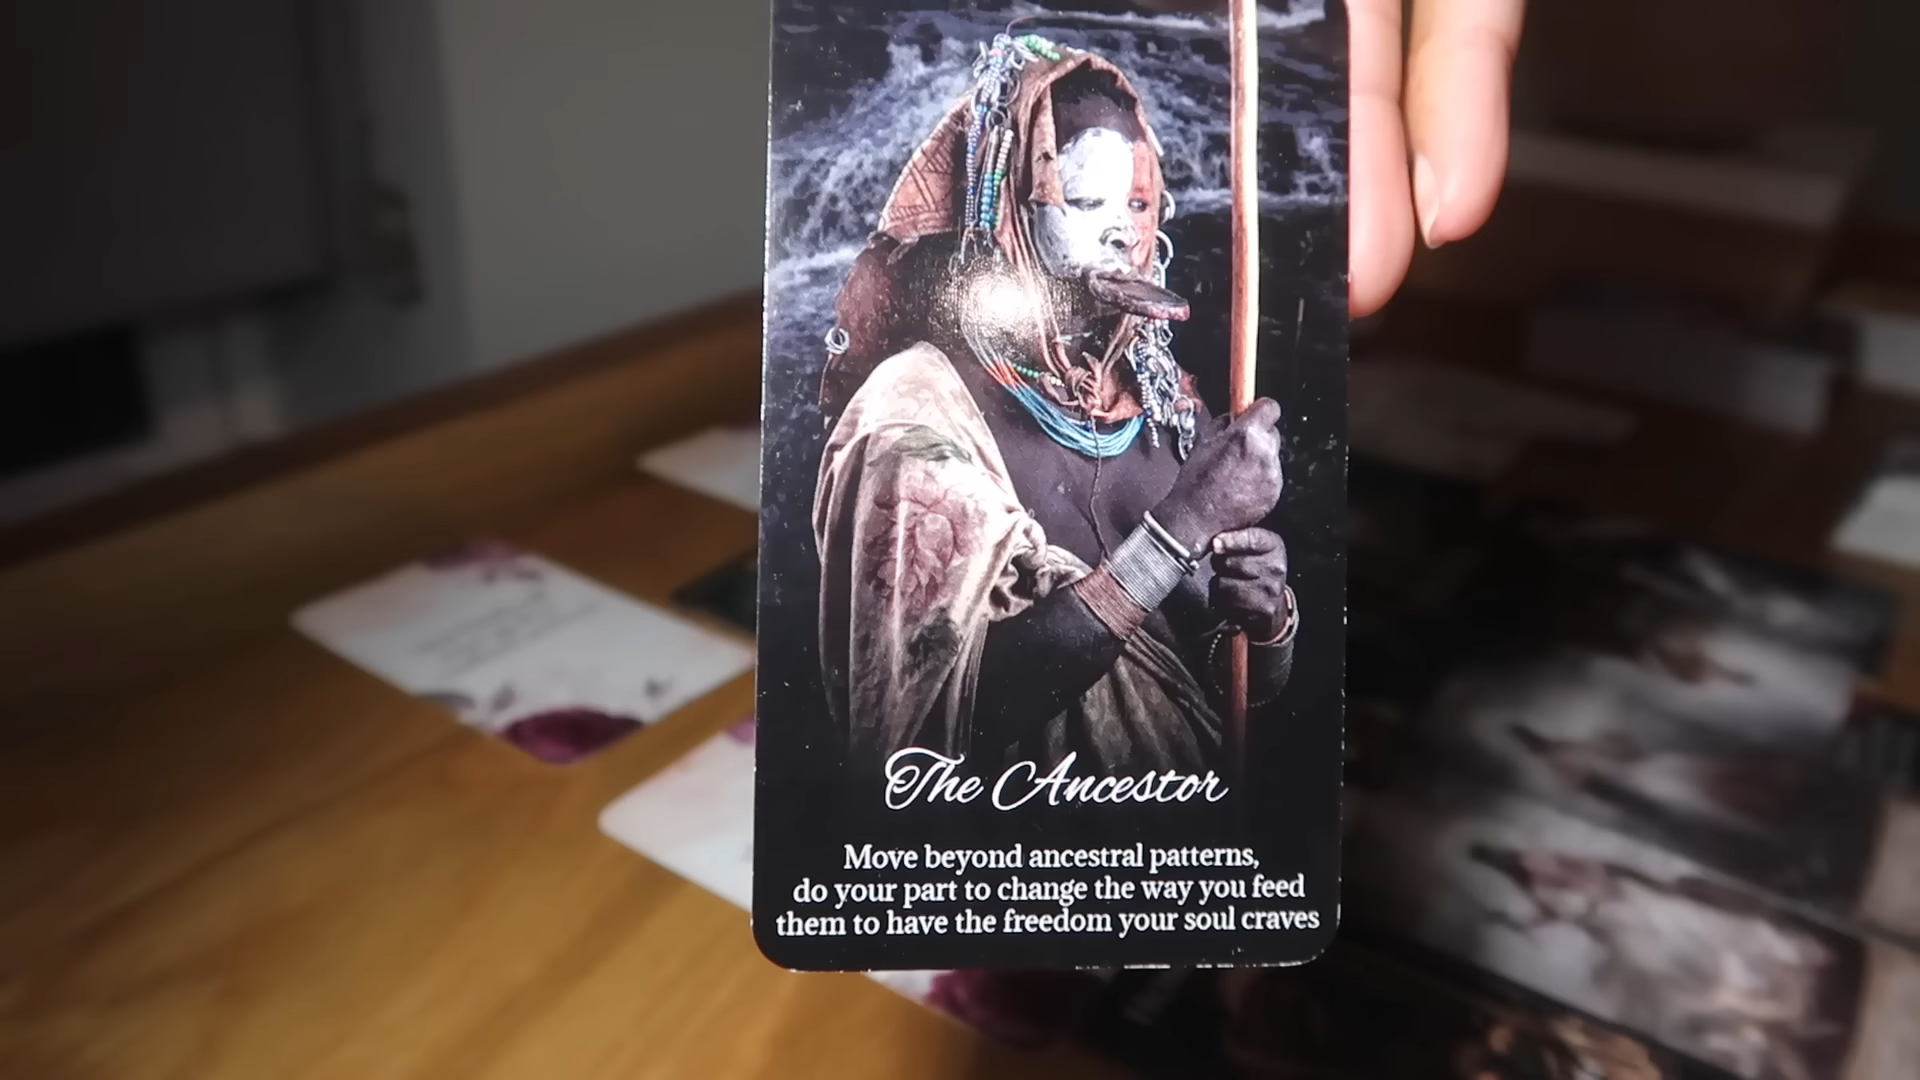 The Ancestor
Move beyond ancestral patterns,
do your part to change the way you feed
them to have the freedom your soul craves